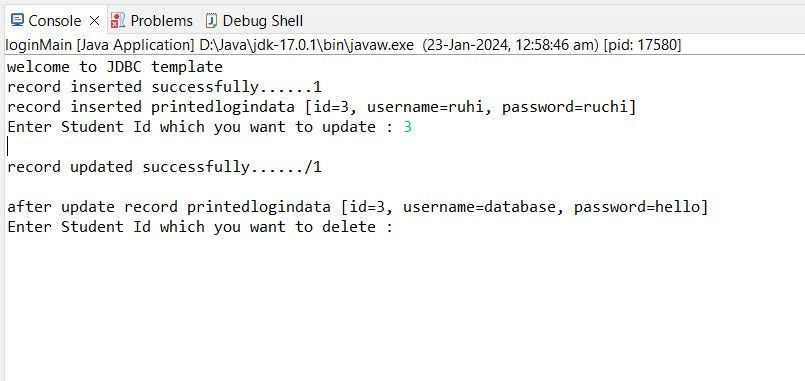 Console × Problems Debug Shell
loginMain [Java Application] D:\Java\jdk-17.0.1\bin\javaw.exe (23-Jan-2024, 12:58:46 am) [pid: 17580]
welcome to JDBC template
record inserted successfully......1
record inserted printedlogindata [id=3, username=ruhi, password=ruchi]
Enter Student Id which you want to update : 3
record updated successfully....../1
after update record printedlogindata [id=3, username=database, password=hello]
Enter Student Id which you want to delete :